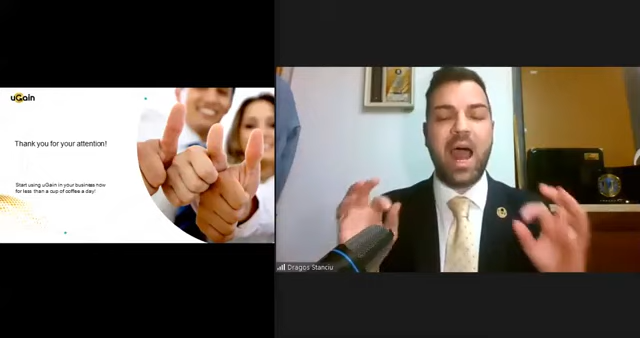 uGain
Thank you for your attention!
Start using uGain in your business now
for less than a cup of coffee a day!
Dragos Stanciu